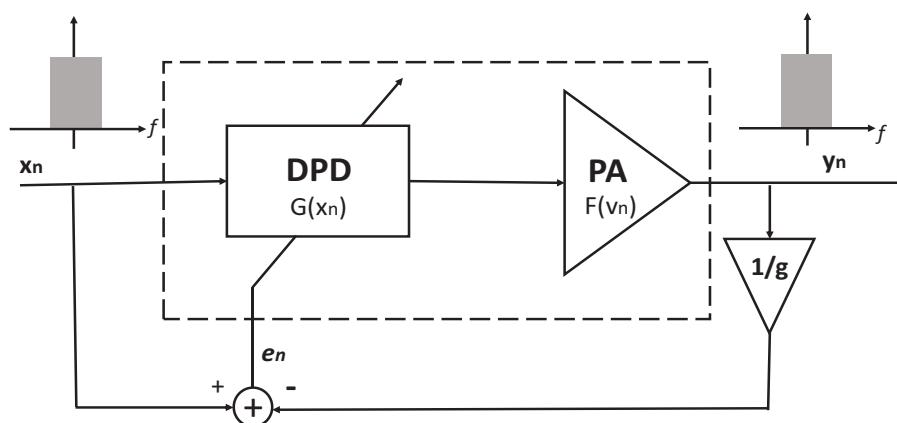 f
f
xn
yn
DPD
G(xn)
PA
F(vn)
1/g
en
+
-
+